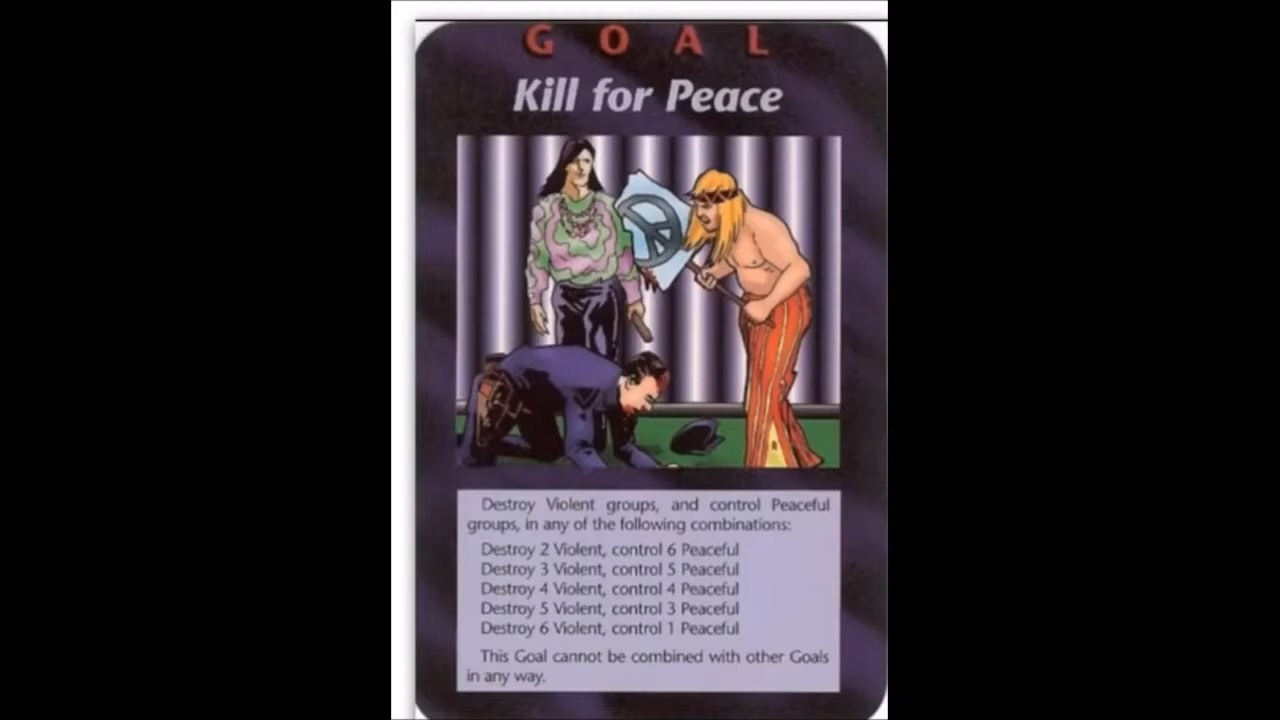 GOAL
Kill for Peace
Destroy Violent groups, and control Peaceful
groups, in any of the following combinations:
Destroy 2 Violent, control 6 Peaceful
Destroy 3 Violent, control 5 Peaceful
Destroy 4 Violent, control 4 Peaceful
Destroy 5 Violent, control 3 Peaceful
Destroy 6 Violent, control 1 Peaceful
This Goal cannot be combined with other Goals
in any way.